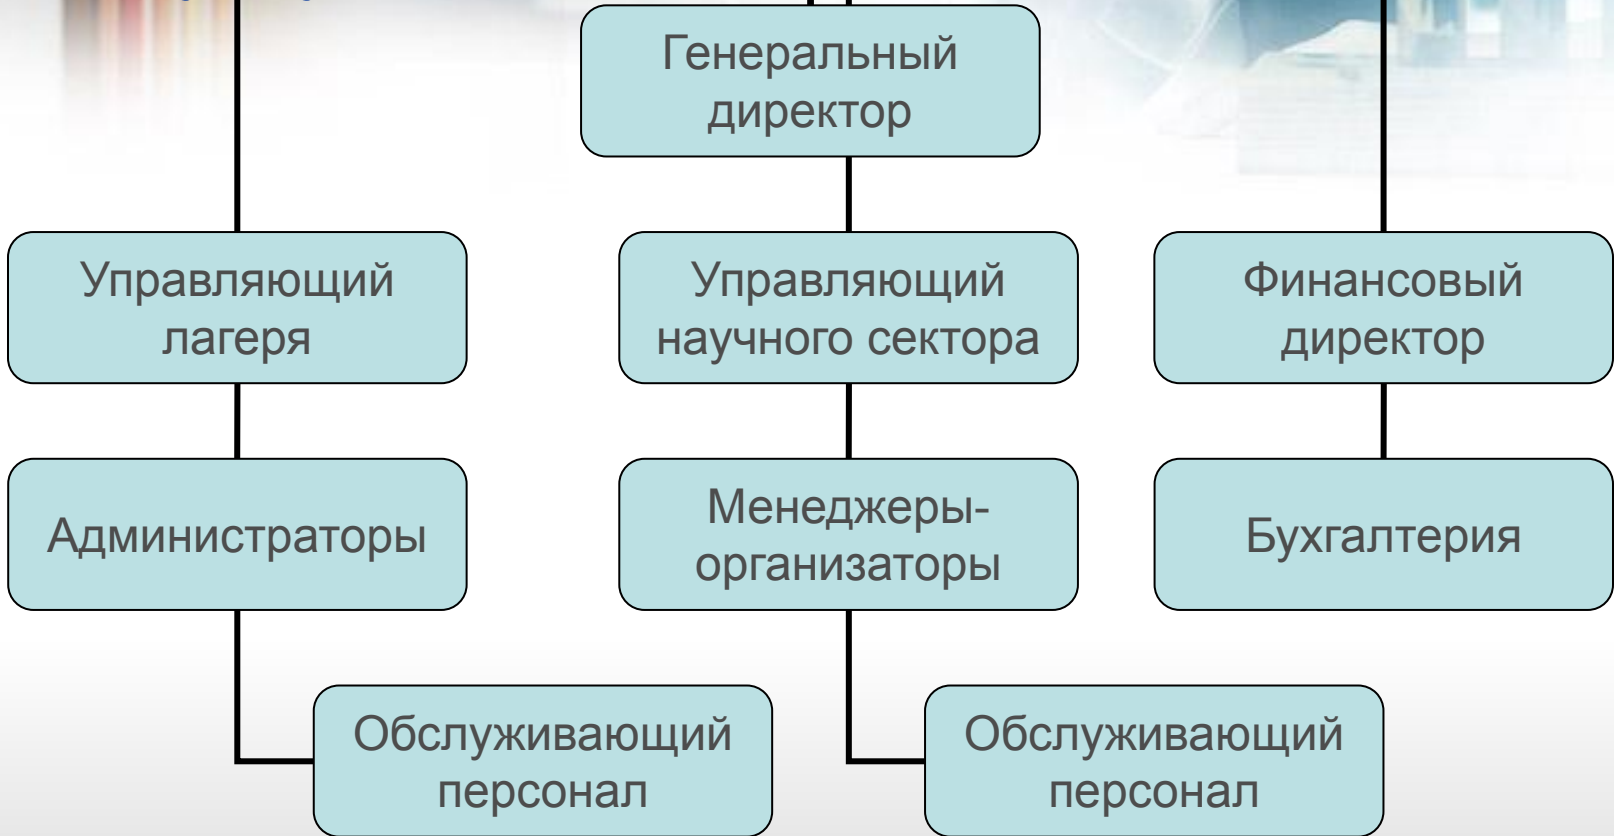 Генеральный
директор
Управляющий
лагеря
Управляющий
научного сектора
Финансовый
директор
Администраторы
Менеджеры-
организаторы
Бухгалтерия
Обслуживающий
персонал
Обслуживающий
персонал